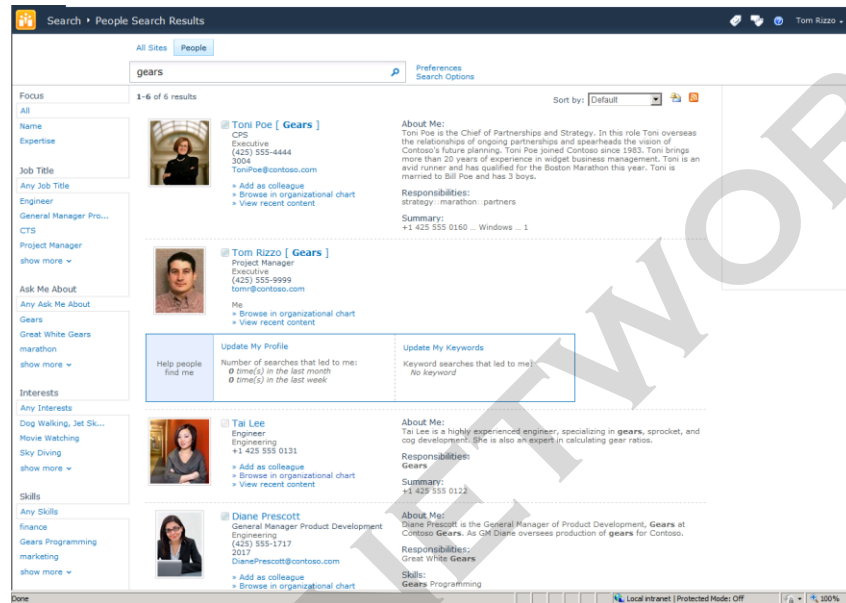 Search ▸ People Search Results
Tom Rizzo
All Sites People
gears
Preferences
Search Options
Focus
All
Name
Expertise
Job Title
Any Job Title
Engineer
General Manager Pro...
CTS
Project Manager
show more
Ask Me About
Any Ask Me About
Gears
Great White Gears
marathon
show more
Interests
Any Interests
Dog Walking, Jet Sk...
Movie Watching
Sky Diving
show more
Skills
Any Skills
finance
Gears Programming
marketing
show more
1-6 of 6 results
Sort by: Default
Toni Poe [ Gears ]
CPS
Executive
(425) 555-4444
3004
ToniPoe@contoso.com
» Add as colleague
» Browse in organizational chart
» View recent content
About Me:
Toni Poe is the Chief of Partnerships and Strategy. In this role Toni overseas
the relationships of ongoing partnerships and spearheads the vision of
Contoso's future planning. Toni Poe joined Contoso since 1983. Toni brings
more than 20 years of experience in widget business management. Toni is an
avid runner and has qualified for the Boston Marathon this year. Toni is
married to Bill Poe and has 3 boys.
Responsibilities:
strategy::marathon::partners
Summary:
+1 425 555 0160 ... Windows ... 1
Tom Rizzo [ Gears ]
Project Manager
Executive
(425) 555-9999
tomr@contoso.com
Me
» Browse in organizational chart
» View recent content
Help people
find me
Update My Profile
Number of searches that led to me:
0 time(s) in the last month
0 time(s) in the last week
Update My Keywords
Keyword searches that led to me:
No keyword
Tai Lee
Engineer
Engineering
+1 425 555 0131
» Add as colleague
» Browse in organizational chart
» View recent content
About Me:
Tai Lee is a highly experienced engineer, specializing in gears, sprocket, and
cog development. She is also an expert in calculating gear ratios.
Responsibilities:
Gears
Summary:
+1 425 555 0122
Diane Prescott
General Manager Product Development
Engineering
(425) 555-1717
2017
DianePrescott@contoso.com
» Add as colleague
» Browse in organizational chart
About Me:
Diane Prescott is the General Manager of Product Development, Gears at
Contoso Gears. As GM Diane oversees production of gears for Contoso.
Responsibilities:
Great White Gears
Skills:
Gears Programming
Done
Local intranet | Protected Mode: Off
100%
NETWOR